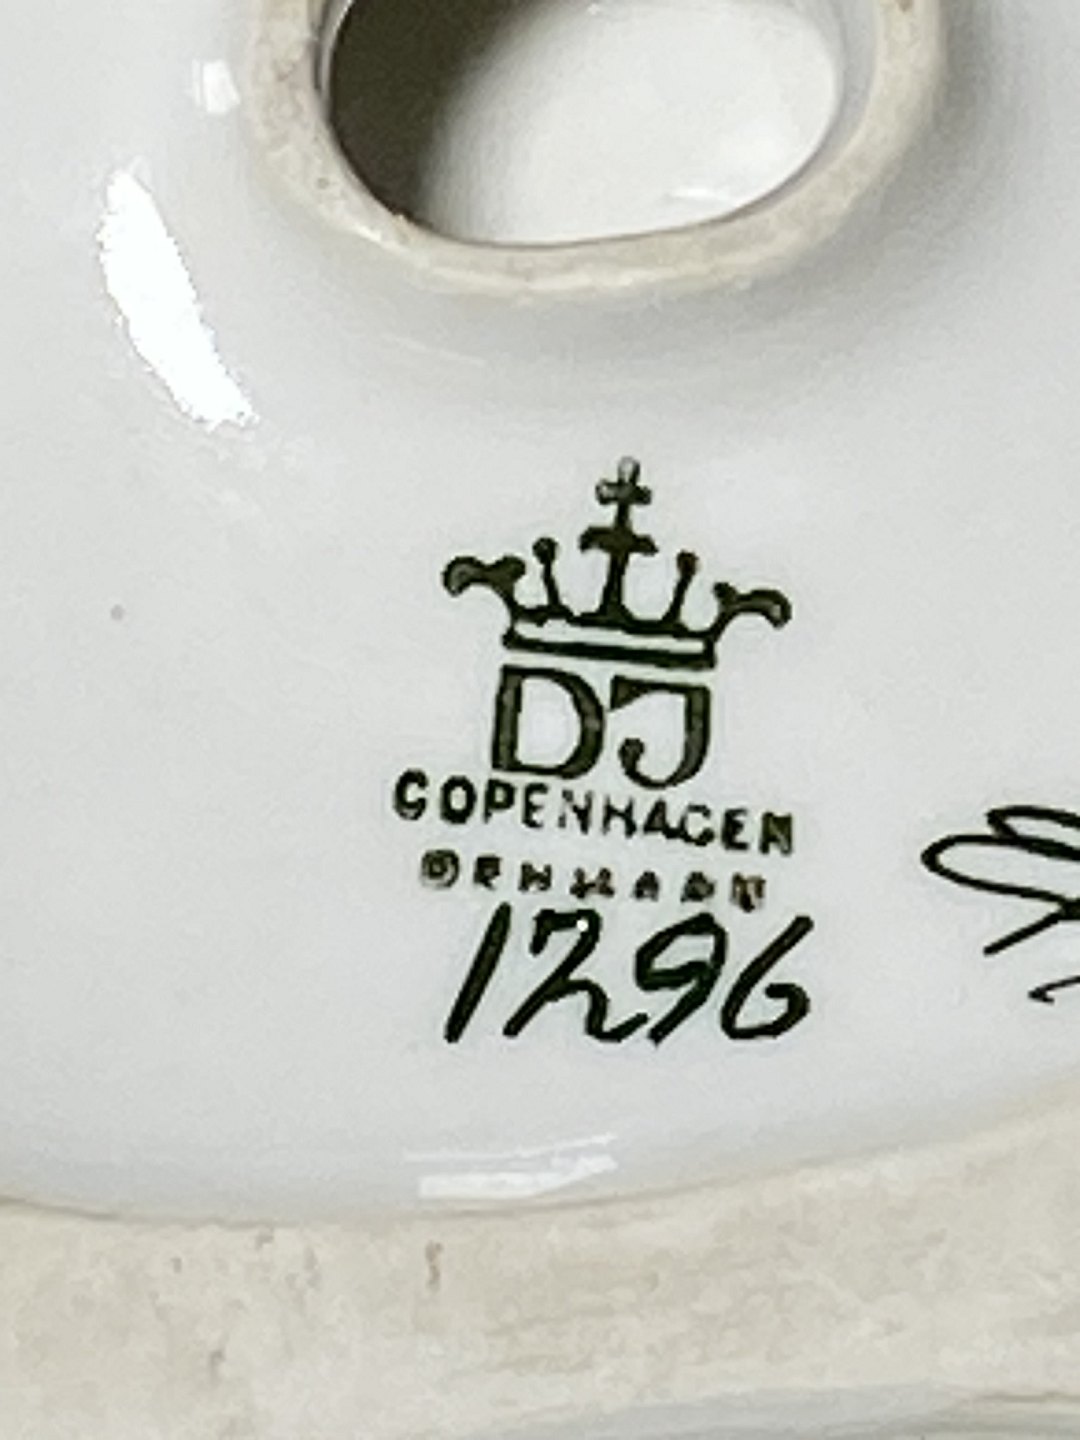 DJ
COPENHAGEN
DENMARK
1296